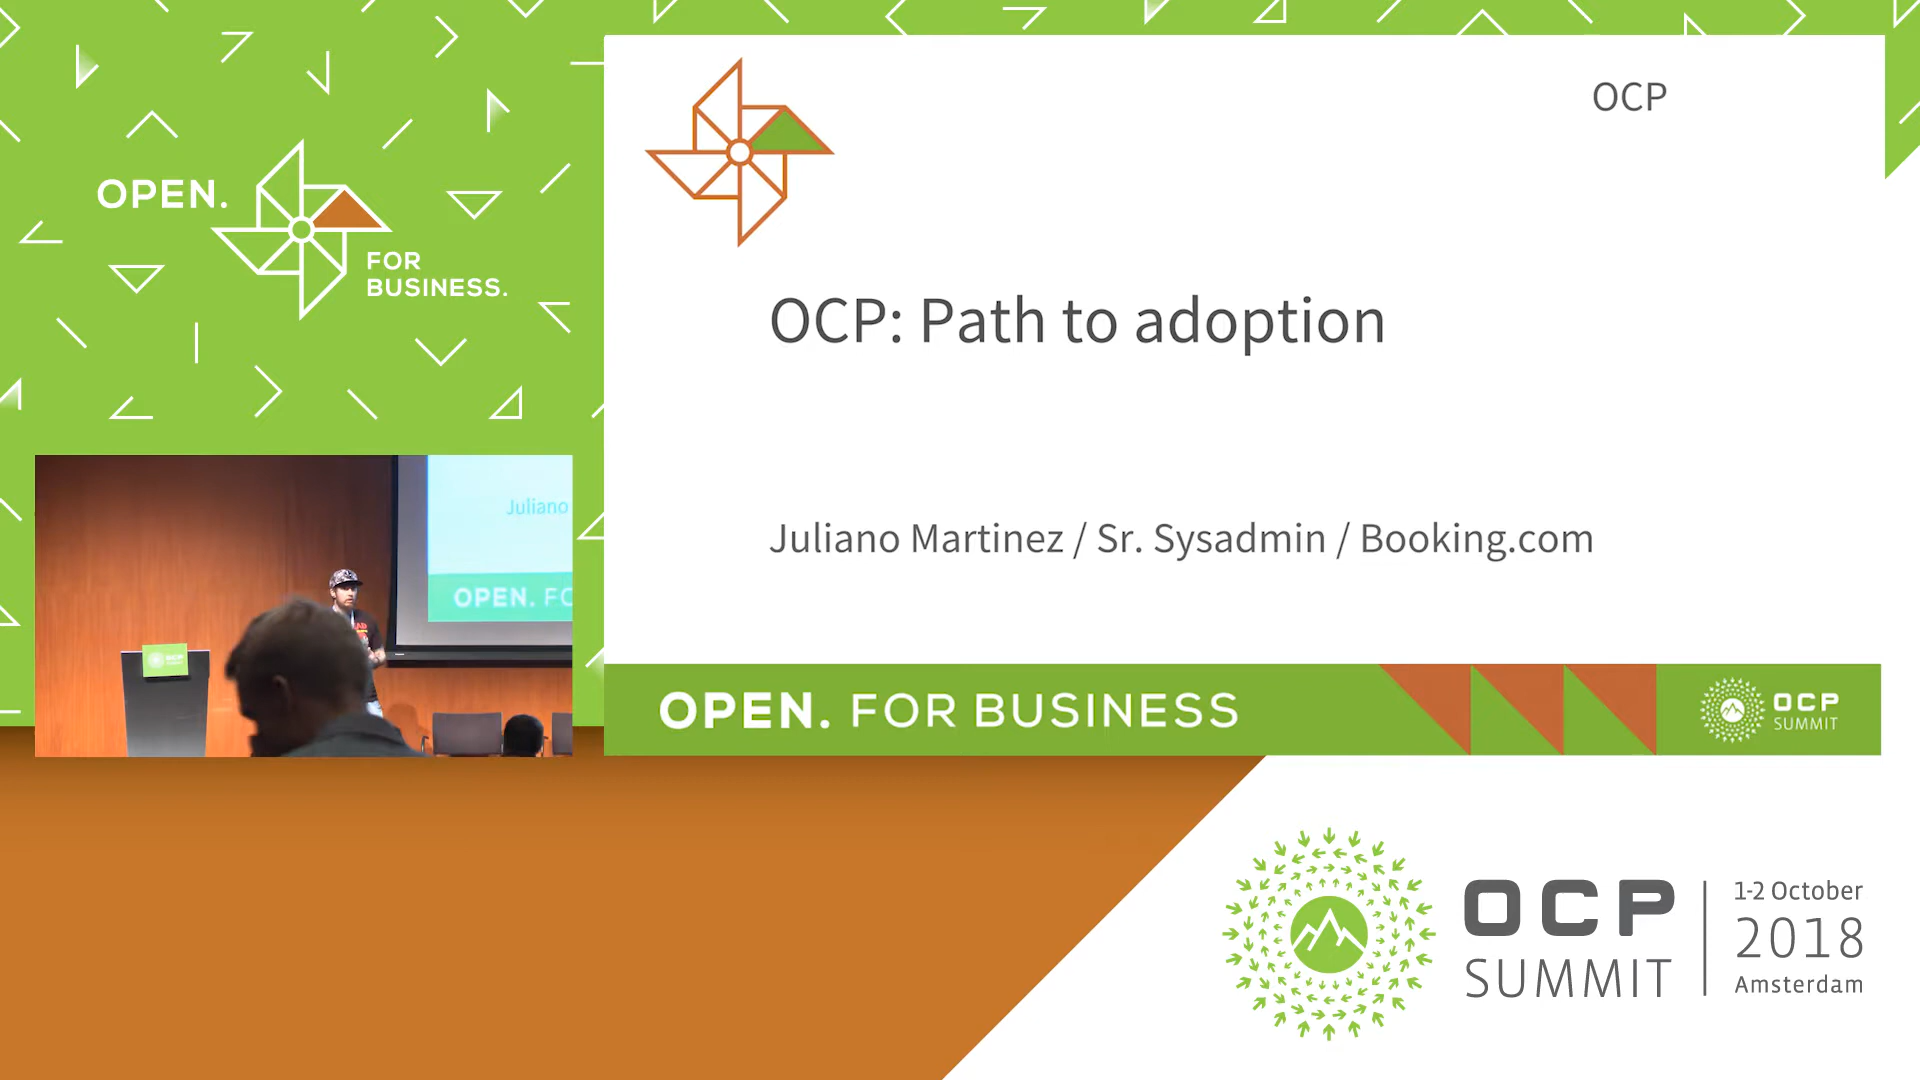 OPEN.
FOR
BUSINESS.
OCP
OCP: Path to adoption
Juliano Martinez / Sr. Sysadmin / Booking.com
OPEN. FOR BUSINESS
OCP
SUMMIT
Juliano
OPEN. FO
OCP
SUMMIT
1-2 October
2018
Amsterdam